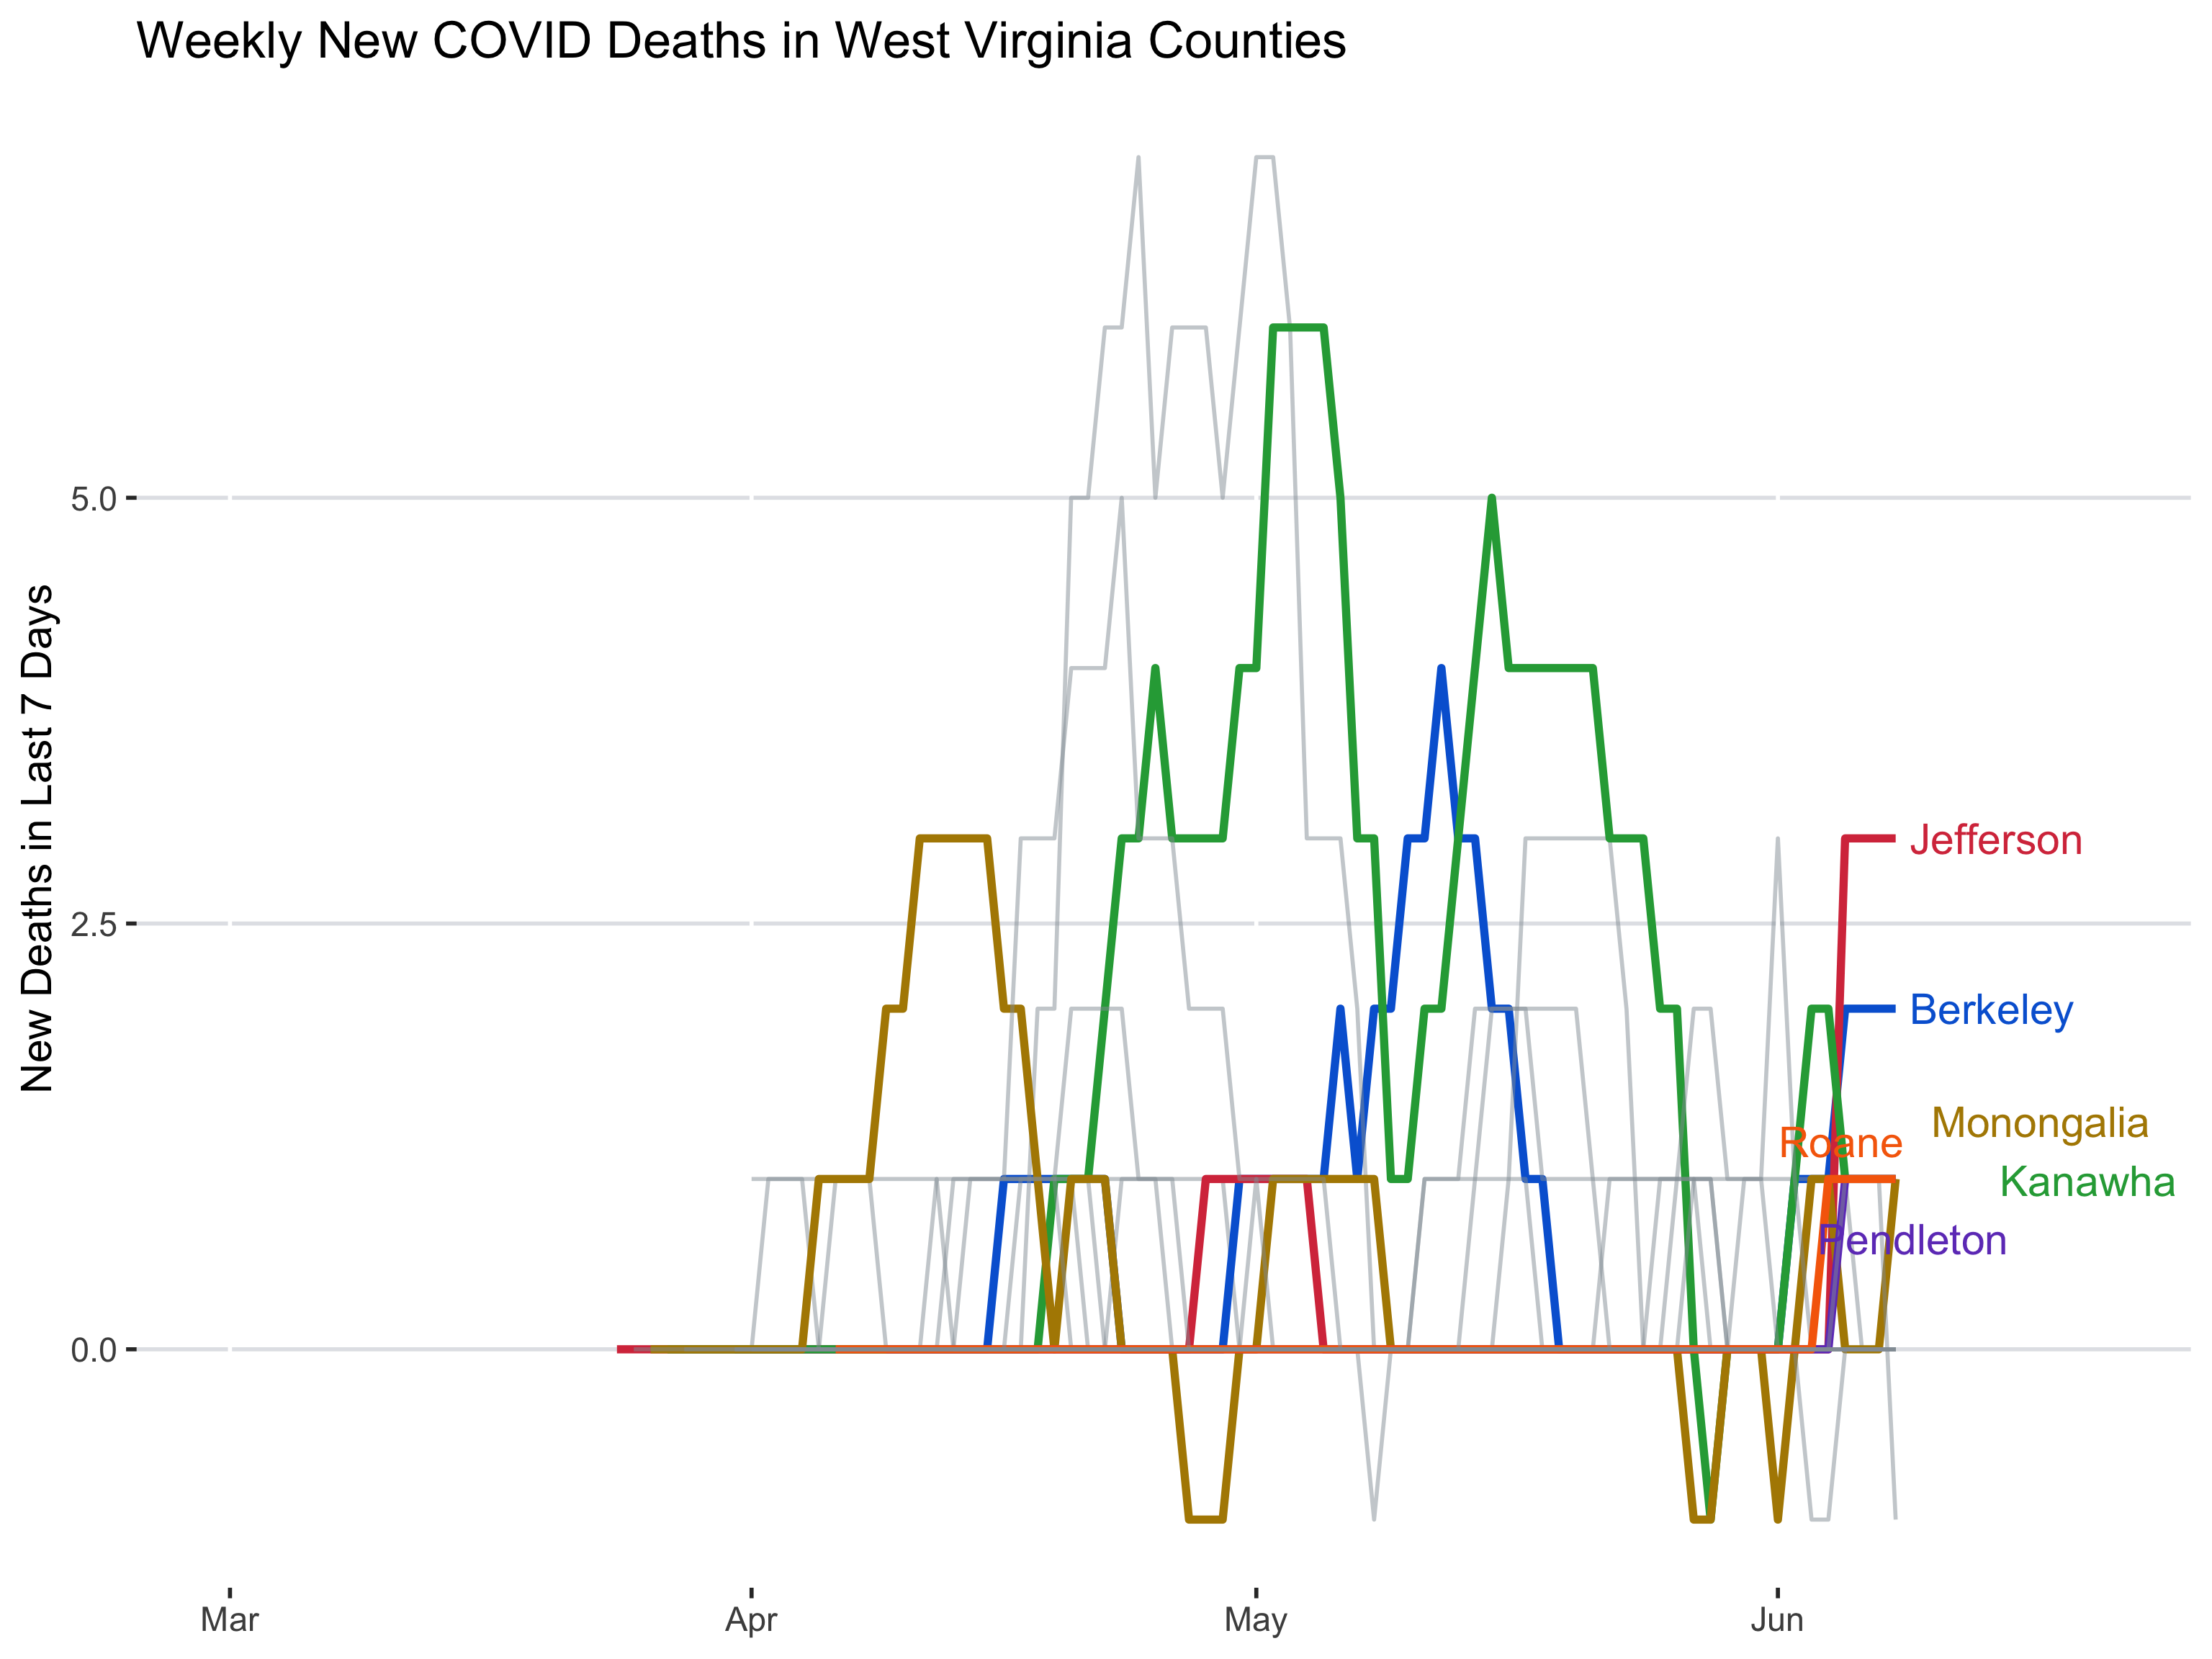 Weekly New COVID Deaths in West Virginia Counties
New Deaths in Last 7 Days
5.0
2.5
0.0
Jefferson
Berkeley
Monongalia
Roane
Kanawha
Pendleton
Mar
Apr
May
Jun